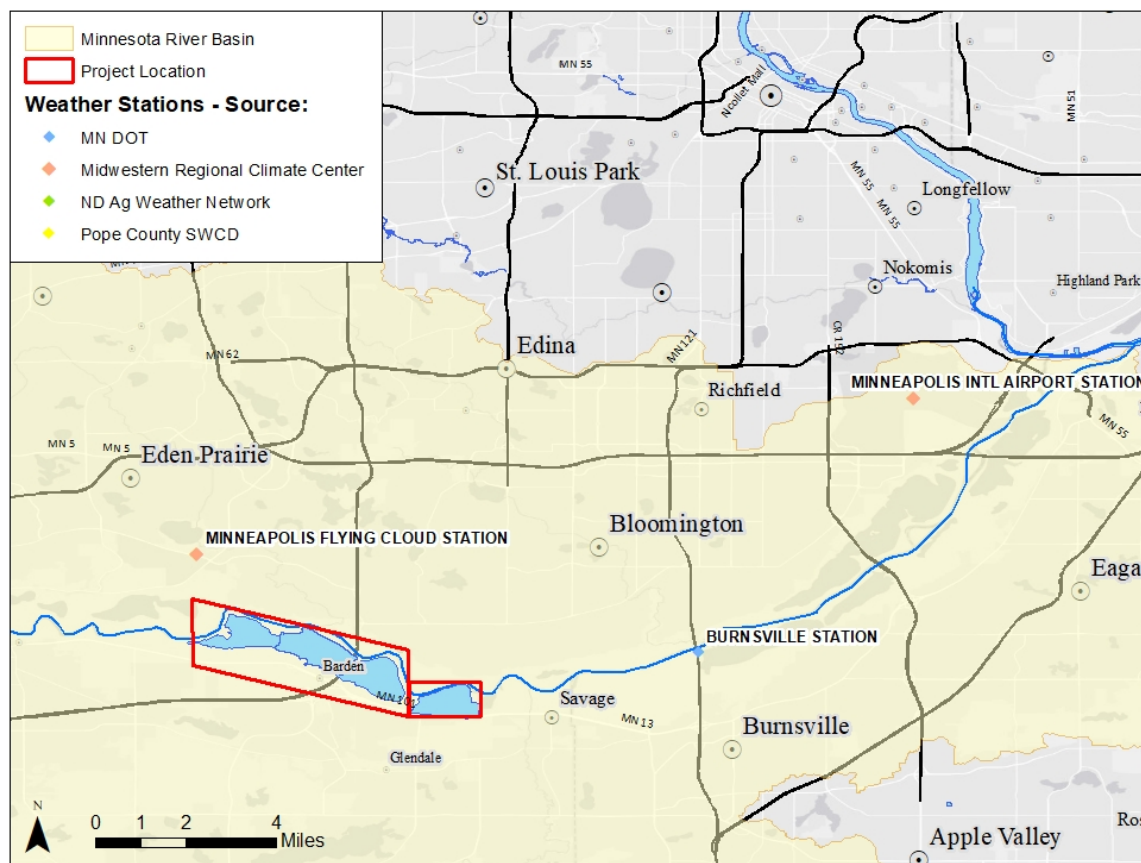 Minnesota River Basin
Project Location
Weather Stations - Source:
MN DOT
Midwestern Regional Climate Center
ND Ag Weather Network
Pope County SWCD
MN 55
Nicollet Mall
MN 51
St. Louis Park
MN 55
MN 55
Longfellow
Nokomis
Highland Park
MN 62
Edina
MN 121
CR 152
Richfield
MINNEAPOLIS INTL AIRPORT STATION
MN 55
MN 5
MN 5
Eden Prairie
MINNEAPOLIS FLYING CLOUD STATION
Bloomington
Eaga
BURNSVILLE STATION
Barden
MN 101
Savage
MN 13
Burnsville
Glendale
N
0 1 2 4
Miles
Apple Valley
Ros